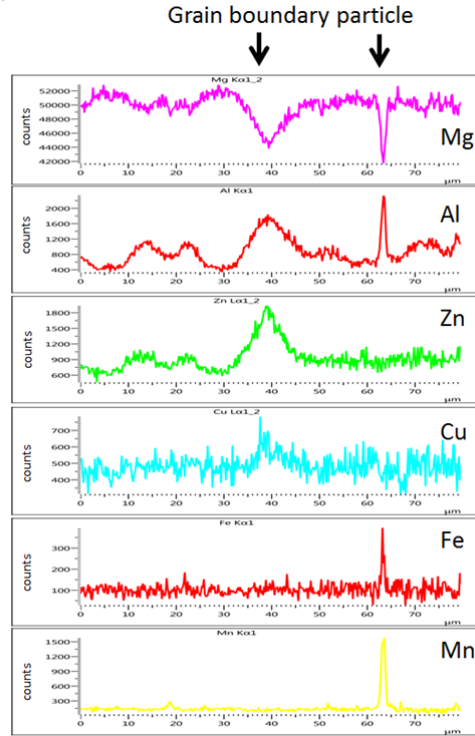 Grain boundary particle
Mg Kα1_2
52000
50000
48000
46000
44000
42000
counts
Mg
0 10 20 30 40 50 60 70 µm
Al Kα1
2000
1600
1200
800
400
counts
Al
0 10 20 30 40 50 60 70 µm
Zn Lα1_2
1800
1500
1200
900
600
counts
Zn
0 10 20 30 40 50 60 70 µm
Cu Lα1_2
700
600
500
400
counts
Cu
0 10 20 30 40 50 60 70 µm
Fe Kα1
300
200
100
counts
Fe
0 10 20 30 40 50 60 70 µm
Mn Kα1
1500
1200
900
600
300
counts
Mn
0 10 20 30 40 50 60 70 µm